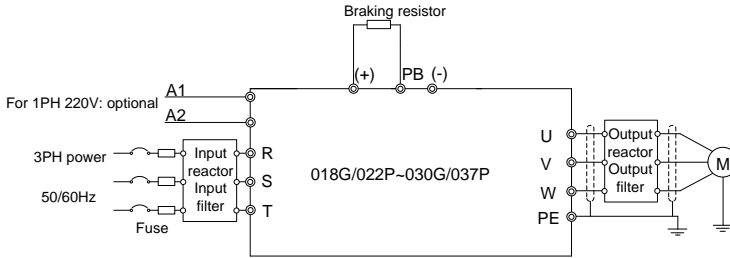 Braking resistor
(+) PB (-)
A1
For 1PH 220V: optional
A2
3PH power
50/60Hz
Fuse
Input
reactor
Input
filter
R
S
T
018G/022P~030G/037P
U
V
W
PE
Output
reactor
Output
filter
M